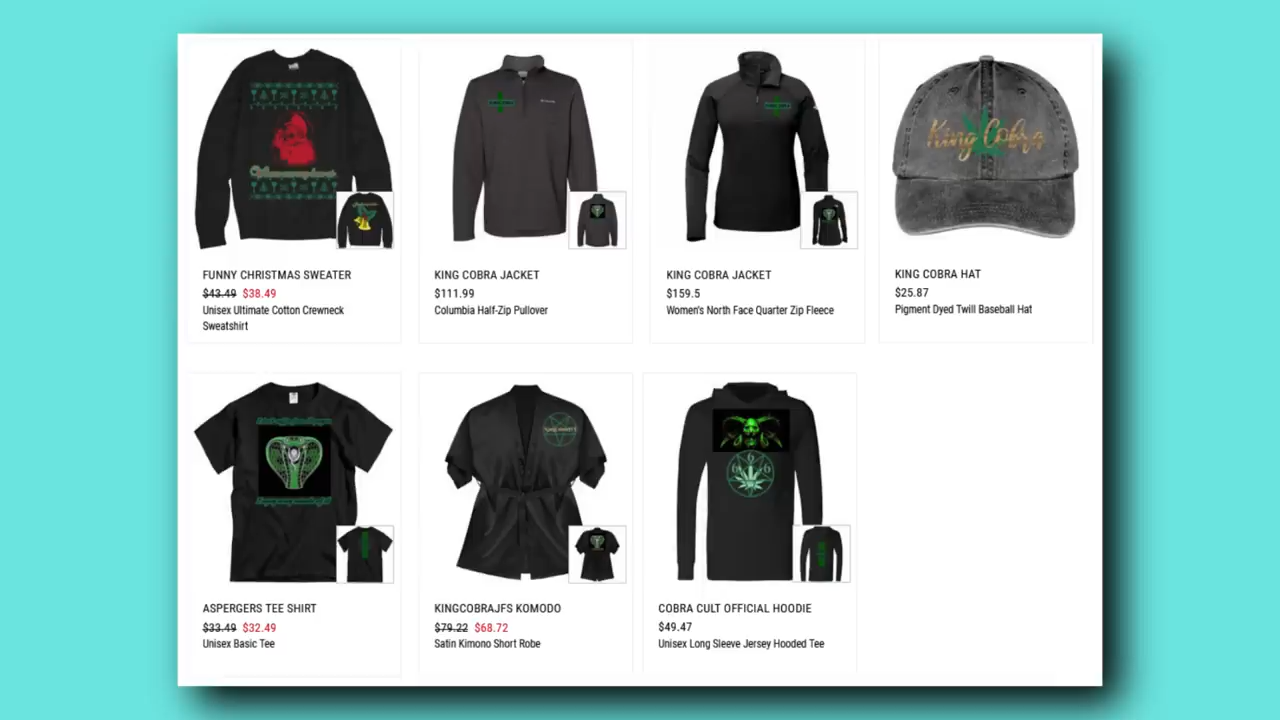 King Cobra
FUNNY CHRISTMAS SWEATER
$43.49 $38.49
Unisex Ultimate Cotton Crewneck
Sweatshirt
KING COBRA JACKET
$111.99
Columbia Half-Zip Pullover
KING COBRA JACKET
$159.5
Women's North Face Quarter Zip Fleece
KING COBRA HAT
$25.87
Pigment Dyed Twill Baseball Hat
666
ASPERGERS TEE SHIRT
$33.49 $32.49
Unisex Basic Tee
KINGCOBRAJFS KOMODO
$79.22 $68.72
Satin Kimono Short Robe
COBRA CULT OFFICIAL HOODIE
$49.47
Unisex Long Sleeve Jersey Hooded Tee